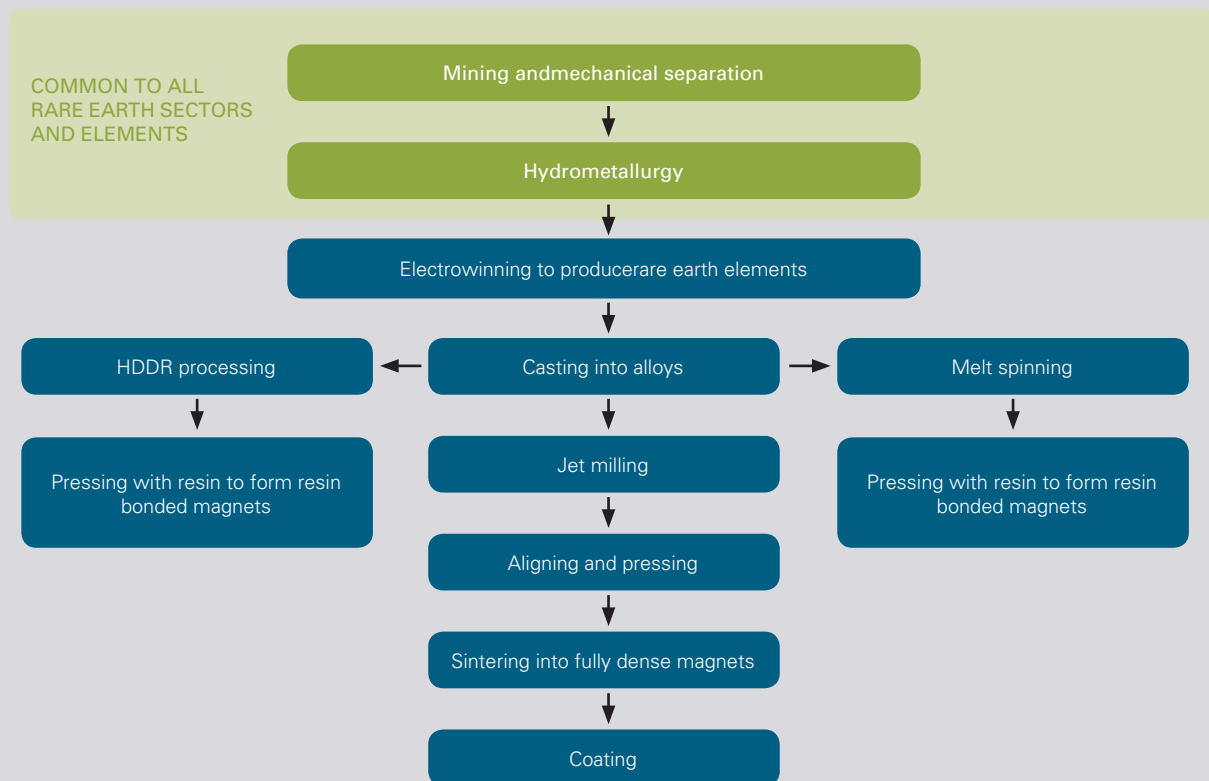 COMMON TO ALL
RARE EARTH SECTORS
AND ELEMENTS
Mining andmechanical separation
Hydrometallurgy
Electrowinning to producerare earth elements
HDDR processing
Casting into alloys
Melt spinning
Pressing with resin to form resin
bonded magnets
Jet milling
Pressing with resin to form resin
bonded magnets
Aligning and pressing
Sintering into fully dense magnets
Coating